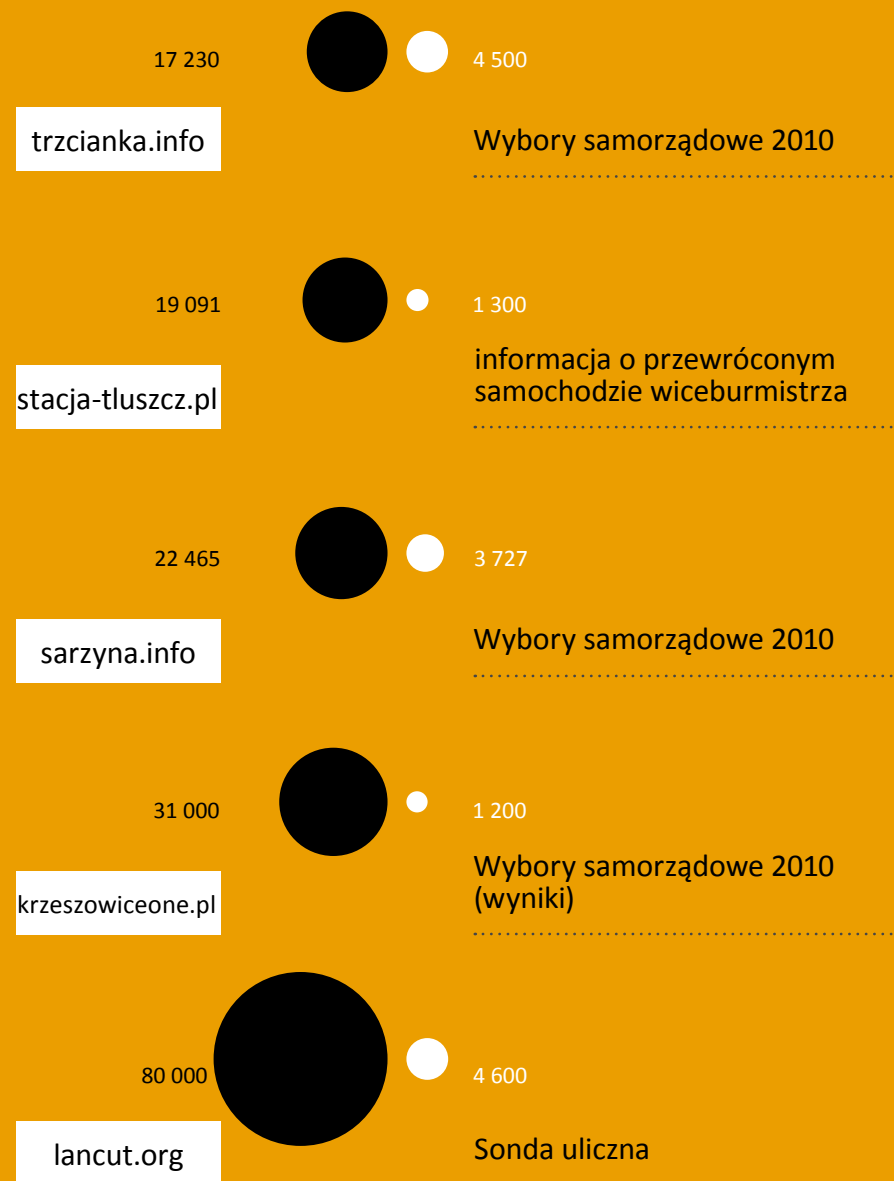 17 230
4 500
trzcianka.info
Wybory samorządowe 2010
19 091
1 300
informacja o przewróconym
samochodzie wiceburmistrza
stacja-tluszcz.pl
22 465
3 727
sarzyna.info
Wybory samorządowe 2010
31 000
1 200
Wybory samorządowe 2010
(wyniki)
krzeszowiceone.pl
80 000
4 600
lancut.org
Sonda uliczna